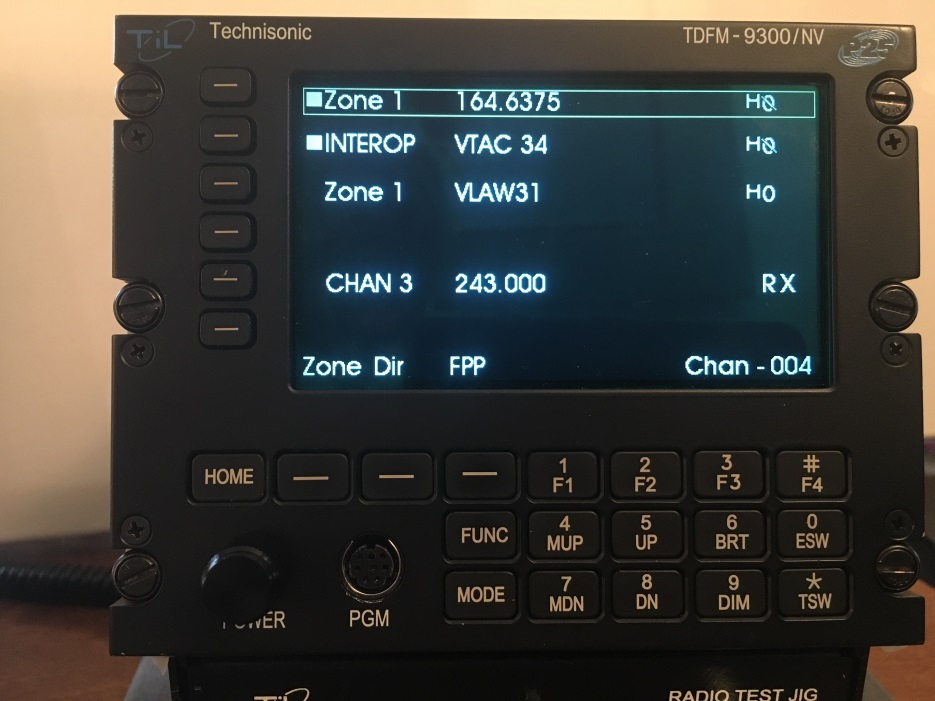 TiL Technisonic TDFM - 9300/NV P25
Zone 1 164.6375 H0
INTEROP VTAC 34 H0
Zone 1 VLAW31 H0
CHAN 3 243.000 RX
Zone Dir FPP Chan - 004
HOME 1 2 3 #
F1 F2 F3 F4
FUNC 4 5 6 0
MUP UP BRT ESW
MODE 7 8 9 *
MDN DN DIM TSW
POWER PGM
TiL RADIO TEST JIG